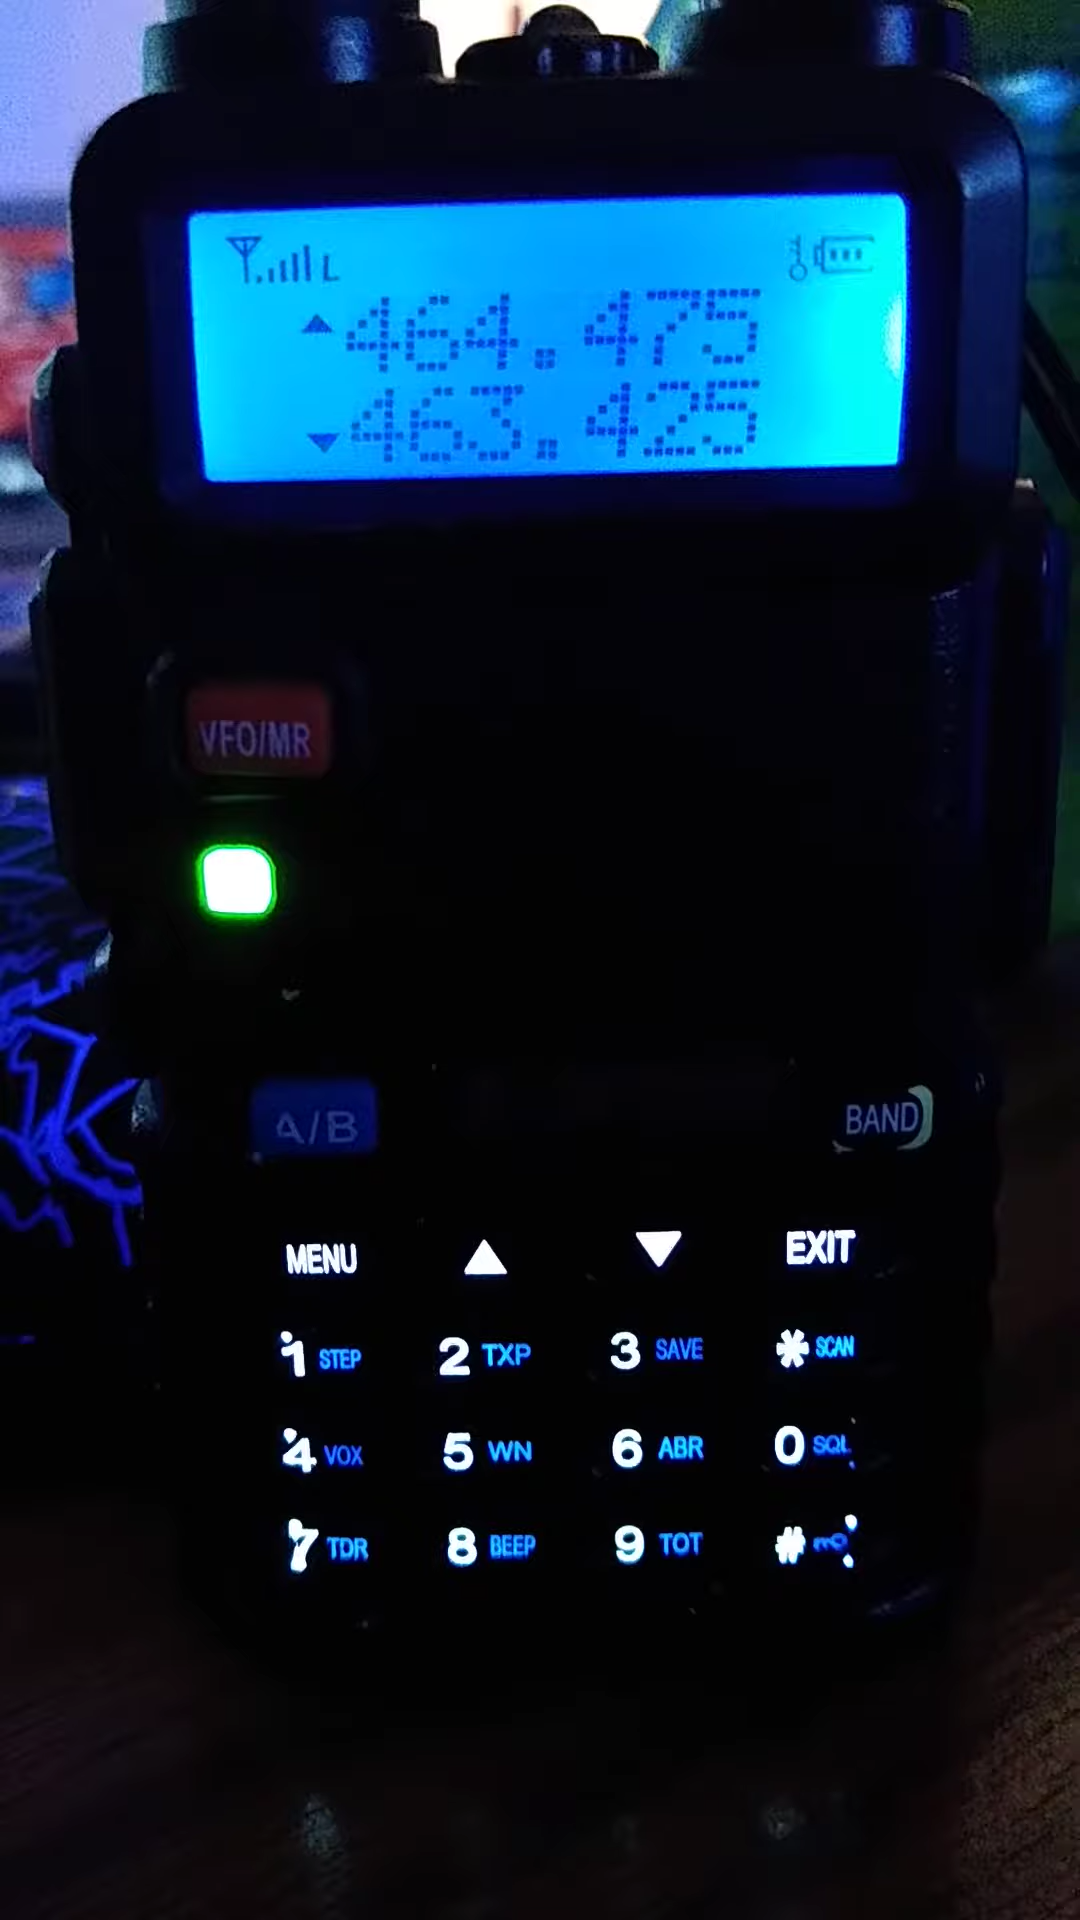 L
464.475
463.425
VFO/MR
A/B
BAND
MENU EXIT
1 STEP 2 TXP 3 SAVE * SCAN
4 VOX 5 WN 6 ABR 0 SQL
7 TDR 8 BEEP 9 TOT #